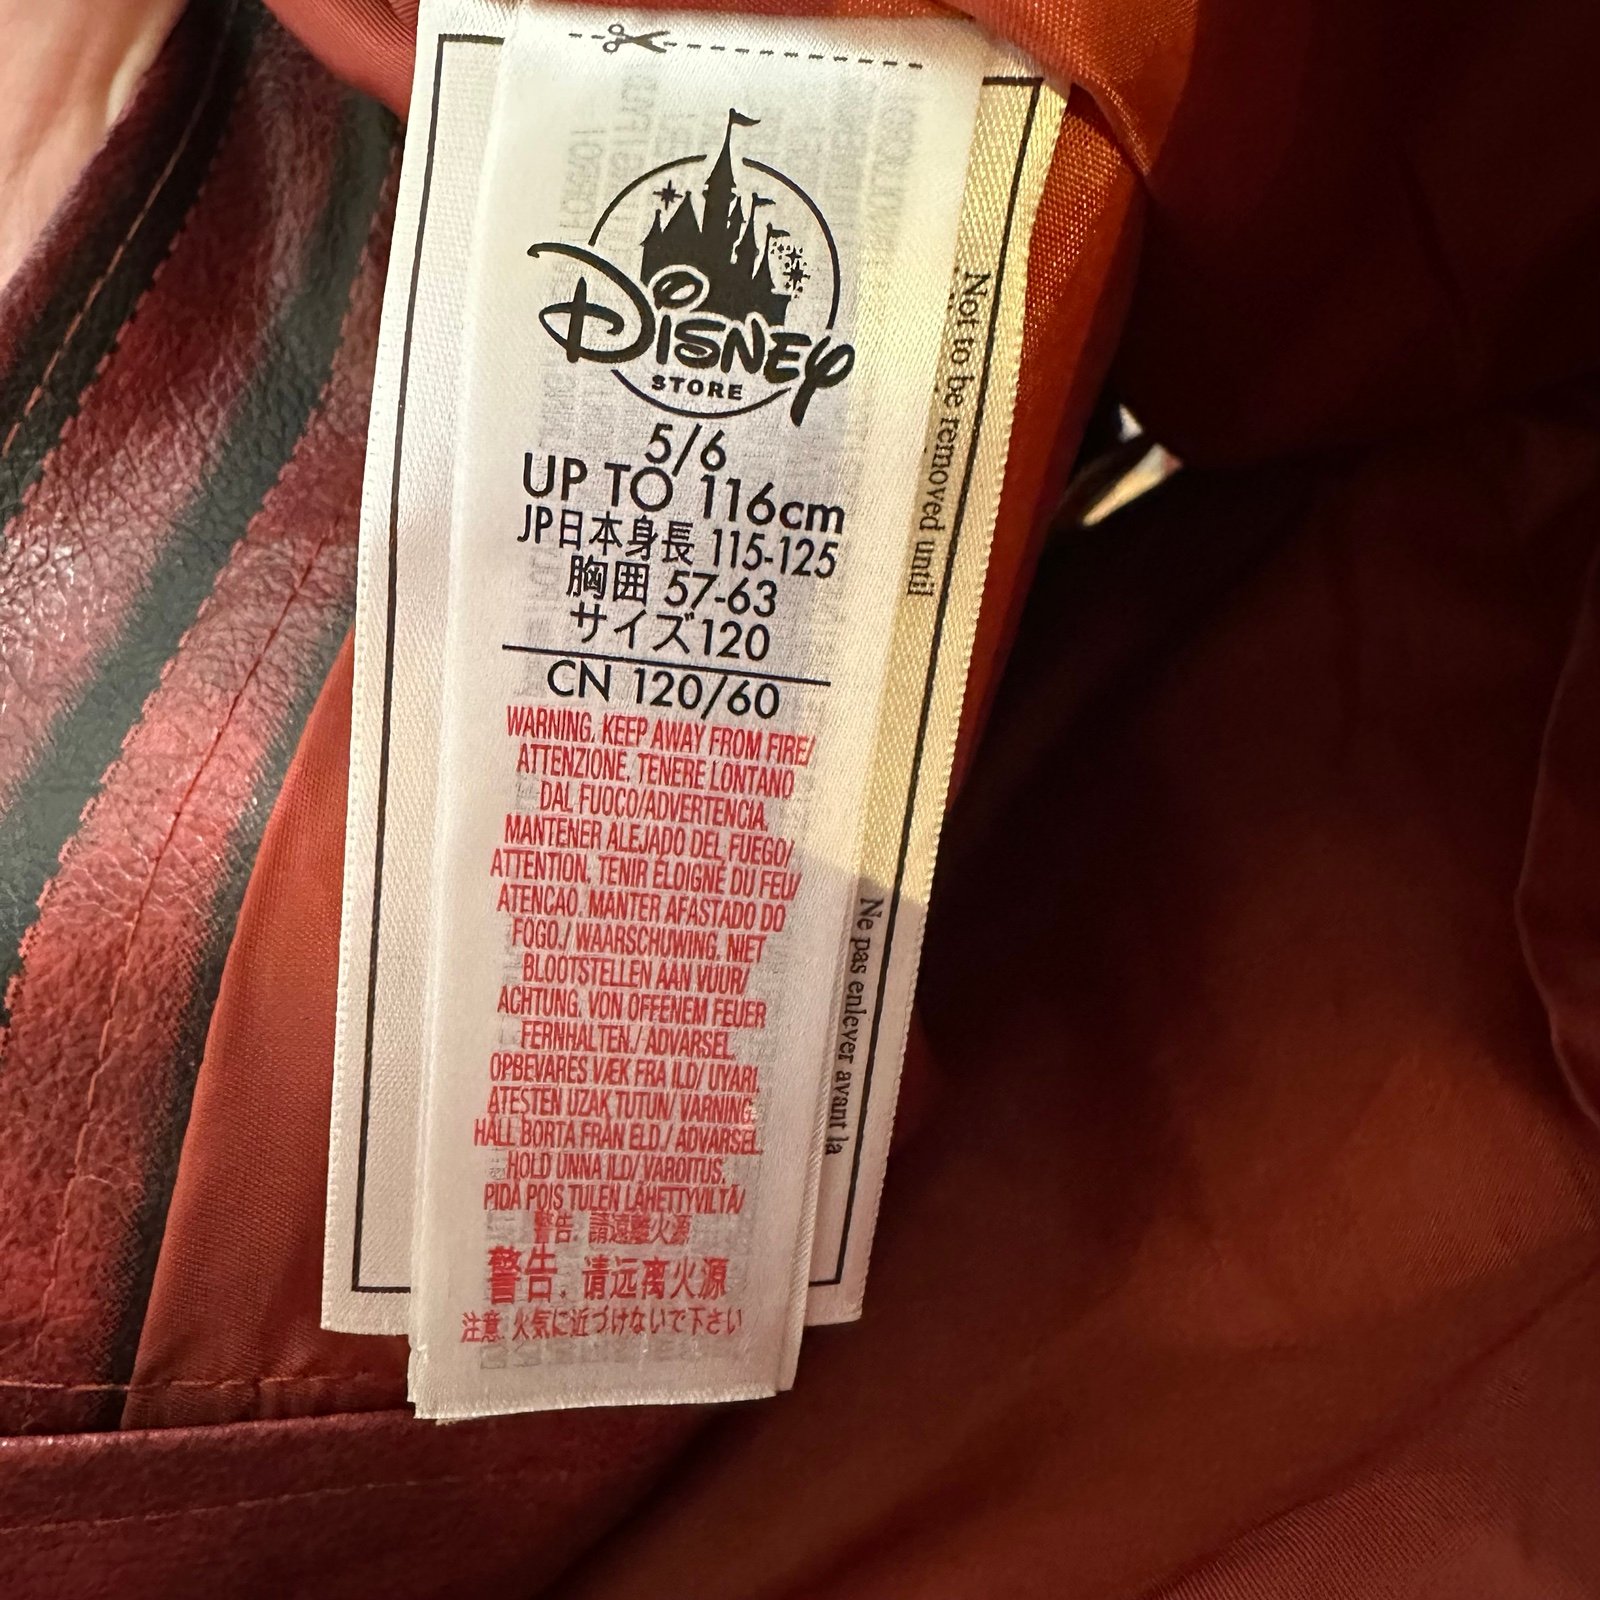 DISNEY
STORE
5/6
UP TO 116cm
JP日本身長 115-125
胸囲 57-63
サイズ120
CN 120/60
WARNING. KEEP AWAY FROM FIRE/
ATTENZIONE. TENERE LONTANO
DAL FUOCO/ADVERTENCIA.
MANTENER ALEJADO DEL FUEGO/
ATTENTION. TENIR ÉLOIGNÉ DU FEU/
ATENCAO. MANTER AFASTADO DO
FOGO./ WAARSCHUWING. NIET
BLOOTSTELLEN AAN VUUR/
ACHTUNG. VON OFFENEM FEUER
FERNHALTEN./ ADVARSEL.
OPBEVARES VÆK FRA ILD/ UYARI.
ATESTEN UZAK TUTUN/ VARNING.
HÅLL BORTA FRÅN ELD./ ADVARSEL.
HOLD UNNA ILD/ VAROITUS.
PIDÄ POIS TULEN LÄHETTYVILTÄ/
警告. 請遠離火源
警告. 请远离火源
注意. 火気に近づけないで下さい
Not to be removed until
Ne pas enlever avant la